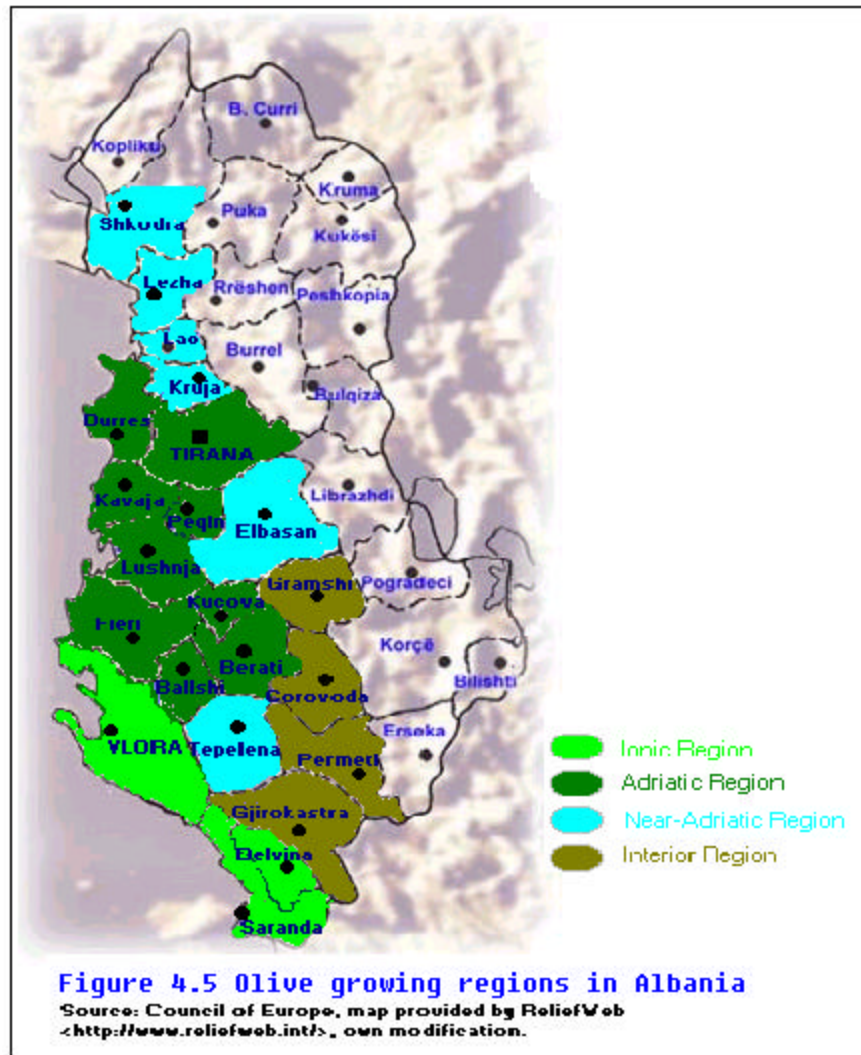 B. Curri
Kopliku
Kruma
Puka
Shkodra
Kukësi
Lezha
Rrëshen
Peshkopia
Lao
Burrel
Kruja
Bulqiza
Durres
TIRANA
Kavaja
Librazhdi
Peqin
Elbasan
Lushnja
Gramshi
Pogradeci
Kucova
Fieri
Korçë
Berati
Ballshi
Corovoda
Bilishti
VLORA
Tepelena
Erseka
Permeti
Gjirokastra
Delvina
Saranda
Ionic Region
Adriatic Region
Near-Adriatic Region
Interior Region
Figure 4.5 Olive growing regions in Albania
Source: Council of Europe, map provided by ReliefWeb
<http://www.reliefweb.int/>, own modification.